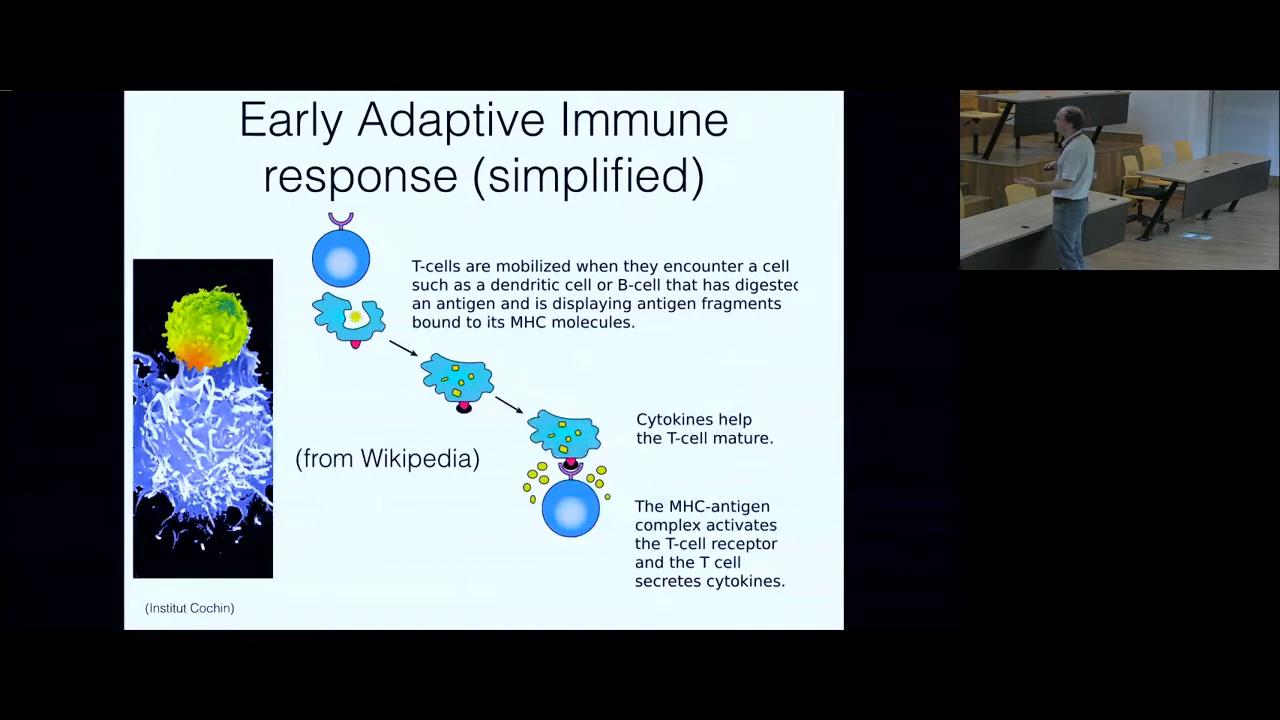 Early Adaptive Immune
response (simplified)
T-cells are mobilized when they encounter a cell
such as a dendritic cell or B-cell that has digested
an antigen and is displaying antigen fragments
bound to its MHC molecules.
Cytokines help
the T-cell mature.
(from Wikipedia)
The MHC-antigen
complex activates
the T-cell receptor
and the T cell
secretes cytokines.
(Institut Cochin)